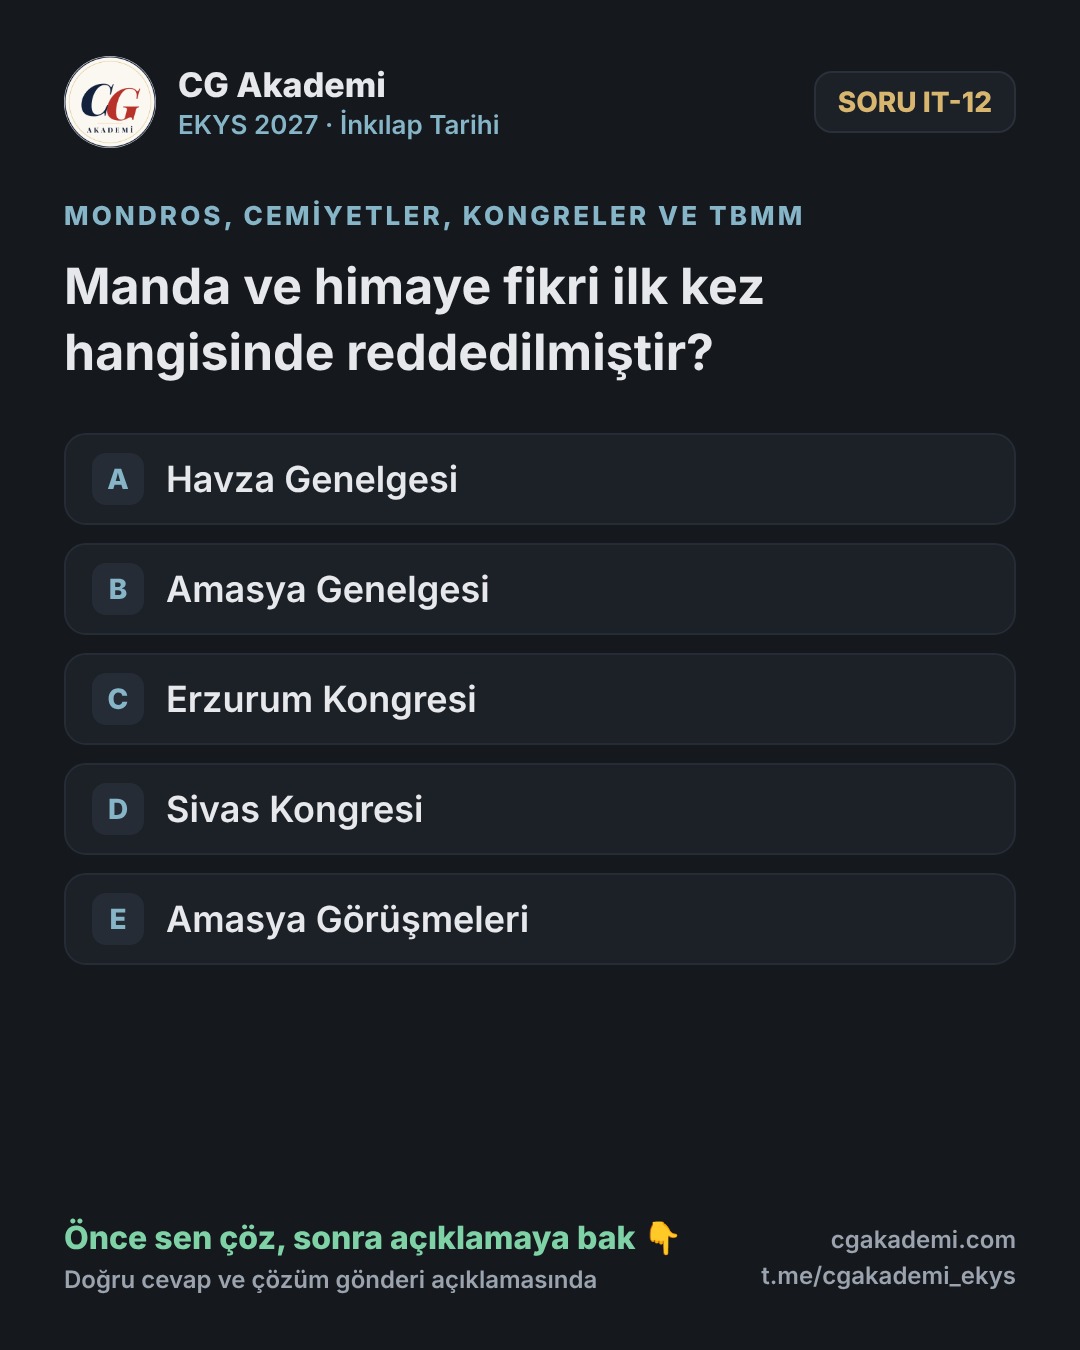 CG
AKADEMİ
CG Akademi
EKYS 2027 · İnkılap Tarihi
SORU IT-12
MONDROS, CEMİYETLER, KONGRELER VE TBMM
Manda ve himaye fikri ilk kez
hangisinde reddedilmiştir?
A Havza Genelgesi
B Amasya Genelgesi
C Erzurum Kongresi
D Sivas Kongresi
E Amasya Görüşmeleri
Önce sen çöz, sonra açıklamaya bak 👇
Doğru cevap ve çözüm gönderi açıklamasında
cgakademi.com
t.me/cgakademi_ekys